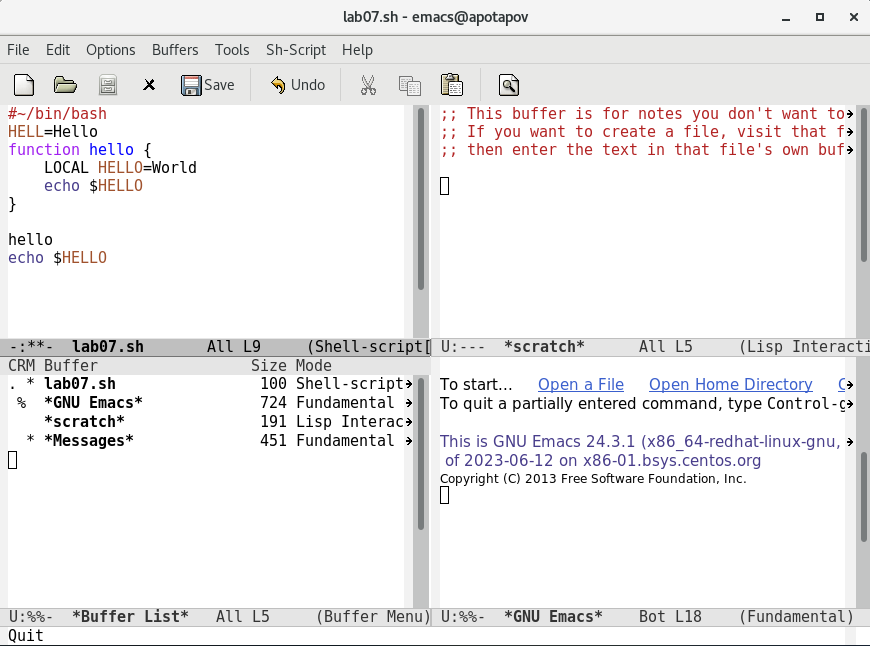 lab07.sh - emacs@apotapov
File Edit Options Buffers Tools Sh-Script Help
Save Undo
#~/bin/bash
HELL=Hello
function hello {
    LOCAL HELLO=World
    echo $HELLO
}
hello
echo $HELLO
-:**-  lab07.sh       All L9     (Shell-script[
;; This buffer is for notes you don't want to
;; If you want to create a file, visit that f
;; then enter the text in that file's own buf
U:---  *scratch*      All L5     (Lisp Interacti
CRM Buffer                 Size Mode
. * lab07.sh                100 Shell-script
 %  *GNU Emacs*             724 Fundamental
    *scratch*               191 Lisp Interac
  * *Messages*              451 Fundamental
U:%%-  *Buffer List*   All L5     (Buffer Menu)
To start... Open a File Open Home Directory
To quit a partially entered command, type Control-g
This is GNU Emacs 24.3.1 (x86_64-redhat-linux-gnu,
 of 2023-06-12 on x86-01.bsys.centos.org
Copyright (C) 2013 Free Software Foundation, Inc.
U:%%-  *GNU Emacs*    Bot L18    (Fundamental)
Quit